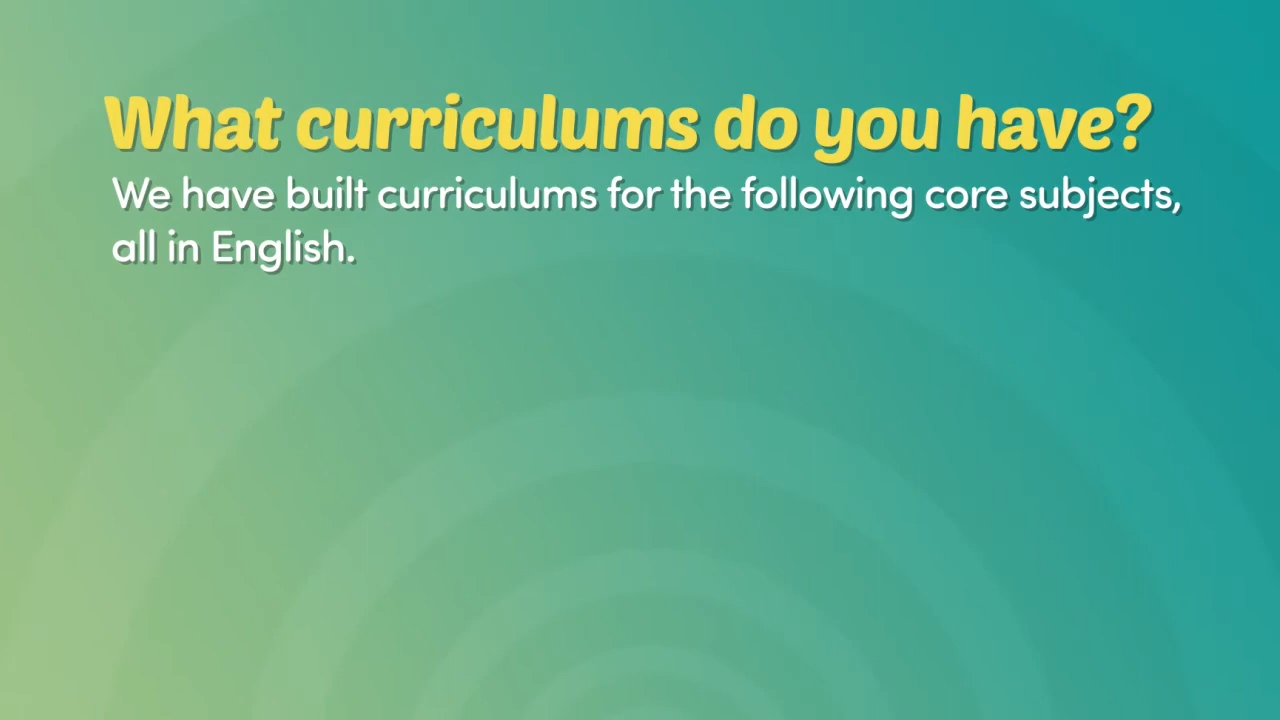 What curriculums do you have?
We have built curriculums for the following core subjects,
all in English.